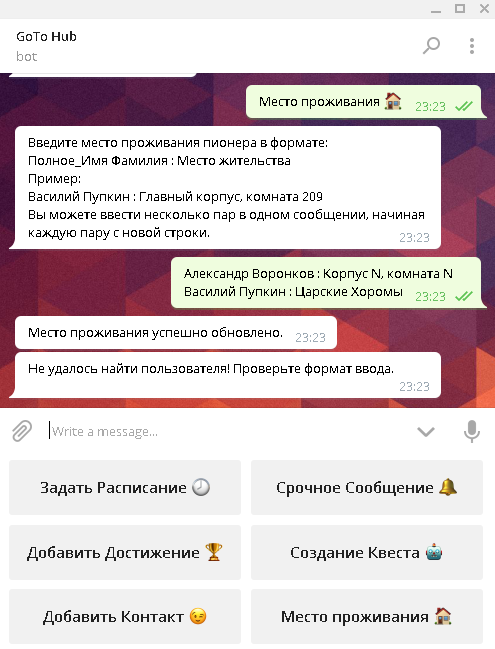 GoTo Hub
bot
Место проживания 🏠 23:23
Введите место проживания пионера в формате:
Полное_Имя Фамилия : Место жительства
Пример:
Василий Пупкин : Главный корпус, комната 209
Вы можете ввести несколько пар в одном сообщении, начиная
каждую пару с новой строки.
23:23
Александр Воронков : Корпус N, комната N
Василий Пупкин : Царские Хоромы 23:23
Место проживания успешно обновлено. 23:23
Не удалось найти пользователя! Проверьте формат ввода.
23:23
Write a message...
Задать Расписание 🕗 Срочное Сообщение 🔔
Добавить Достижение 🏆 Создание Квеста 🤖
Добавить Контакт 😉 Место проживания 🏠